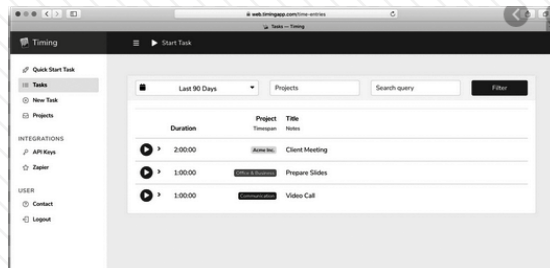 web.timingapp.com/time-entries
Tasks — Timing
Timing
Start Task
Quick Start Task
Tasks
New Task
Projects
INTEGRATIONS
API Keys
Zapier
USER
Contact
Logout
Last 90 Days
Projects
Search query
Filter
Project Title
Duration Timespan Notes
2:00:00 Acme Inc. Client Meeting
1:00:00 Office & Business Prepare Slides
1:00:00 Communication Video Call